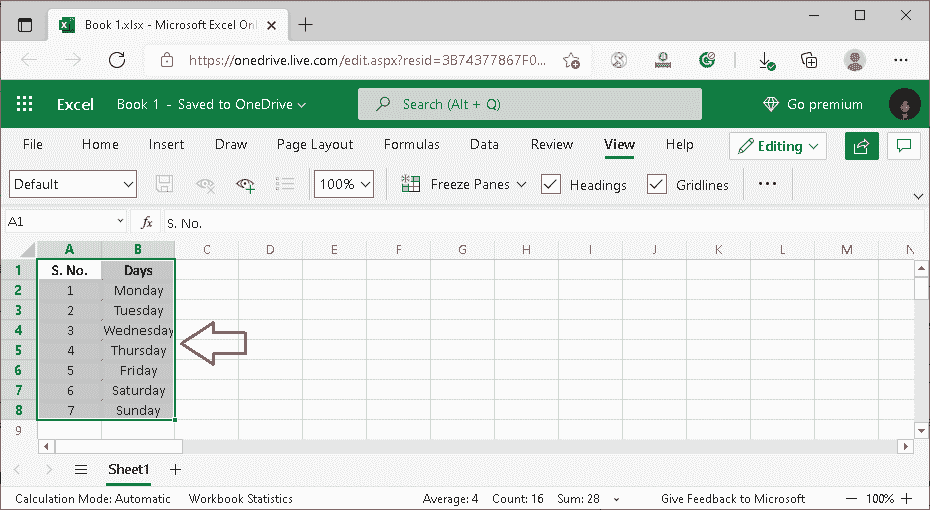 Book 1.xlsx - Microsoft Excel Onl
https://onedrive.live.com/edit.aspx?resid=3B74377867F0...
Excel Book 1 - Saved to OneDrive Search (Alt + Q) Go premium
File Home Insert Draw Page Layout Formulas Data Review View Help Editing
Default 100% Freeze Panes Headings Gridlines ...
A1 fx S. No.
A B C D E F G H I J K L M N
1 S. No. Days
2 1 Monday
3 2 Tuesday
4 3 Wednesday
5 4 Thursday
6 5 Friday
7 6 Saturday
8 7 Sunday
9
Sheet1
Calculation Mode: Automatic Workbook Statistics Average: 4 Count: 16 Sum: 28 Give Feedback to Microsoft 100%